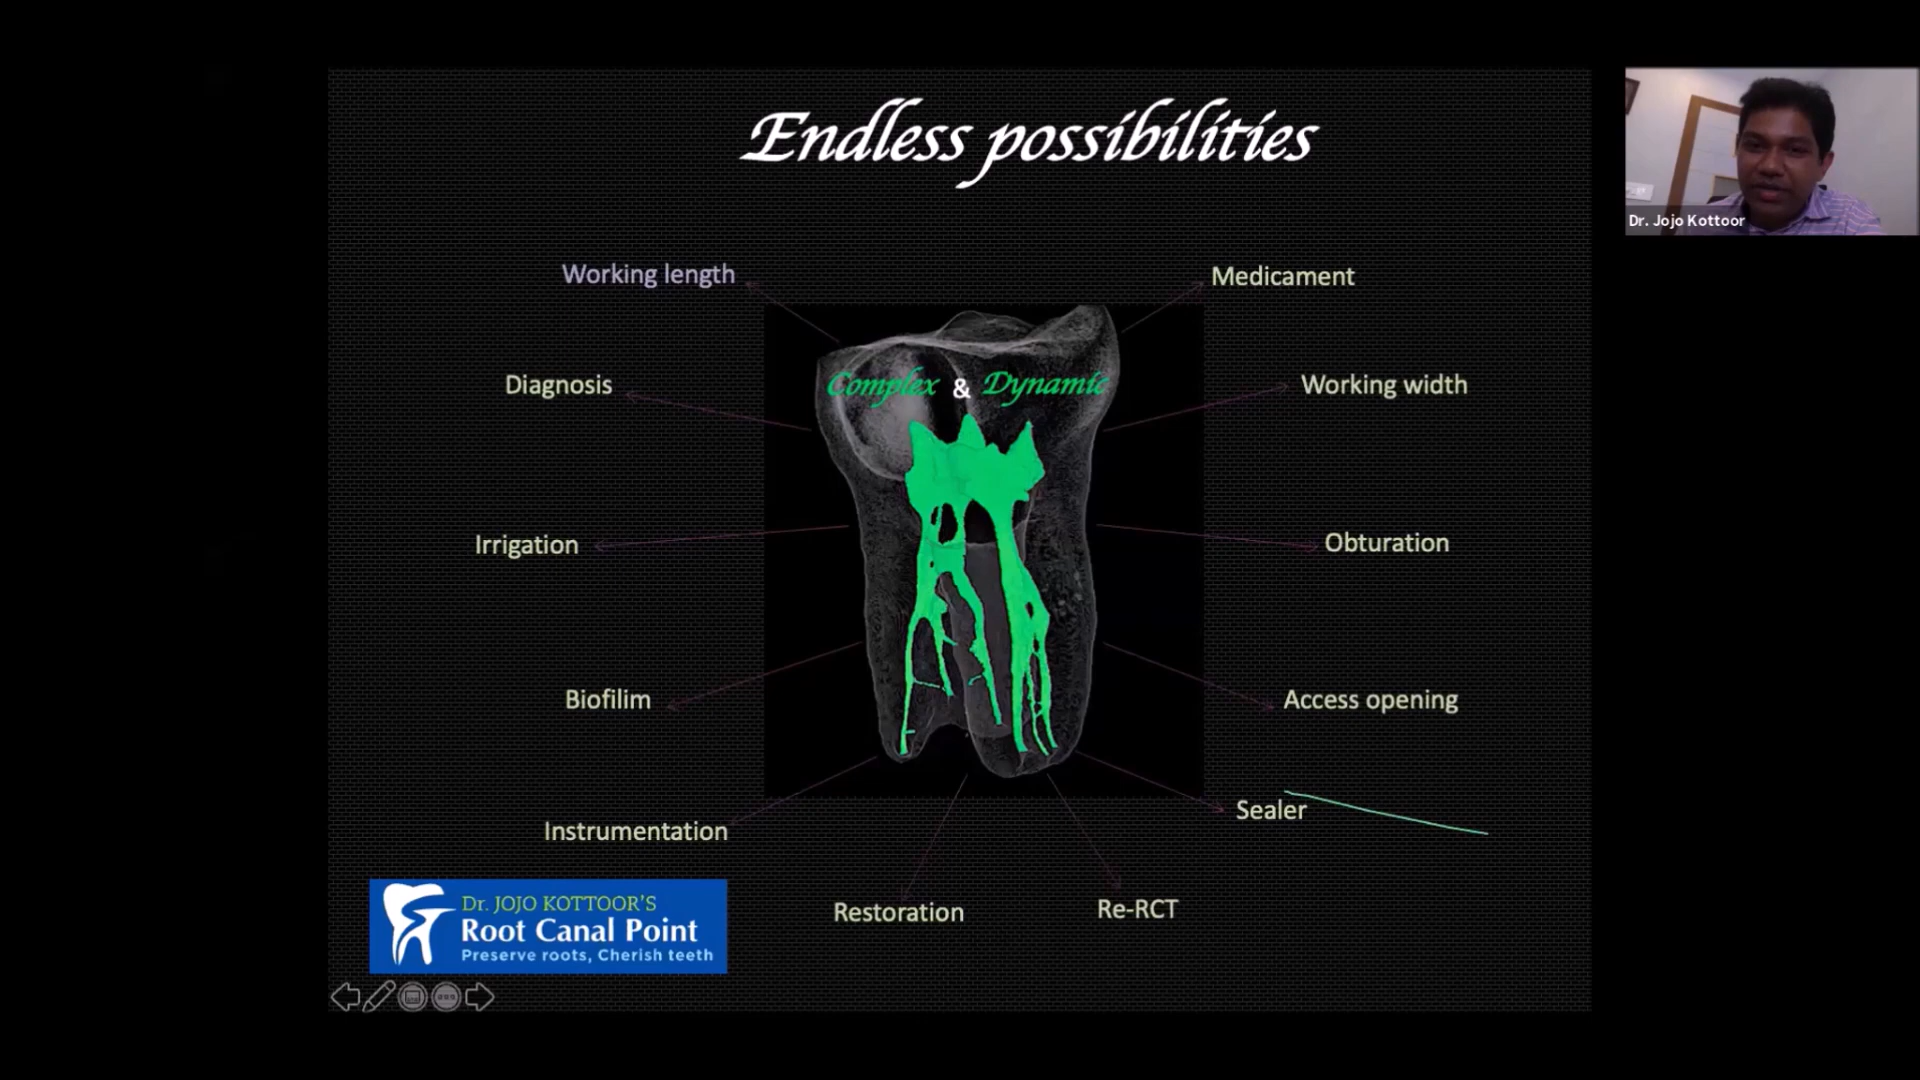 Endless possibilities
Dr. Jojo Kottoor
Working length
Medicament
Complex & Dynamic
Diagnosis
Working width
Irrigation
Obturation
Biofilim
Access opening
Instrumentation
Sealer
Restoration
Re-RCT
Dr. JOJO KOTTOOR'S
Root Canal Point
Preserve roots, Cherish teeth